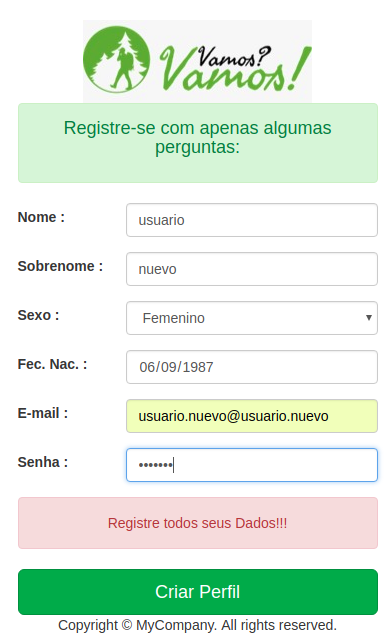 Vamos?
Vamos!
Registre-se com apenas algumas
perguntas:
Nome : usuario
Sobrenome : nuevo
Sexo : Femenino
Fec. Nac. : 06/09/1987
E-mail : usuario.nuevo@usuario.nuevo
Senha : •••••••
Registre todos seus Dados!!!
Criar Perfil
Copyright © MyCompany. All rights reserved.